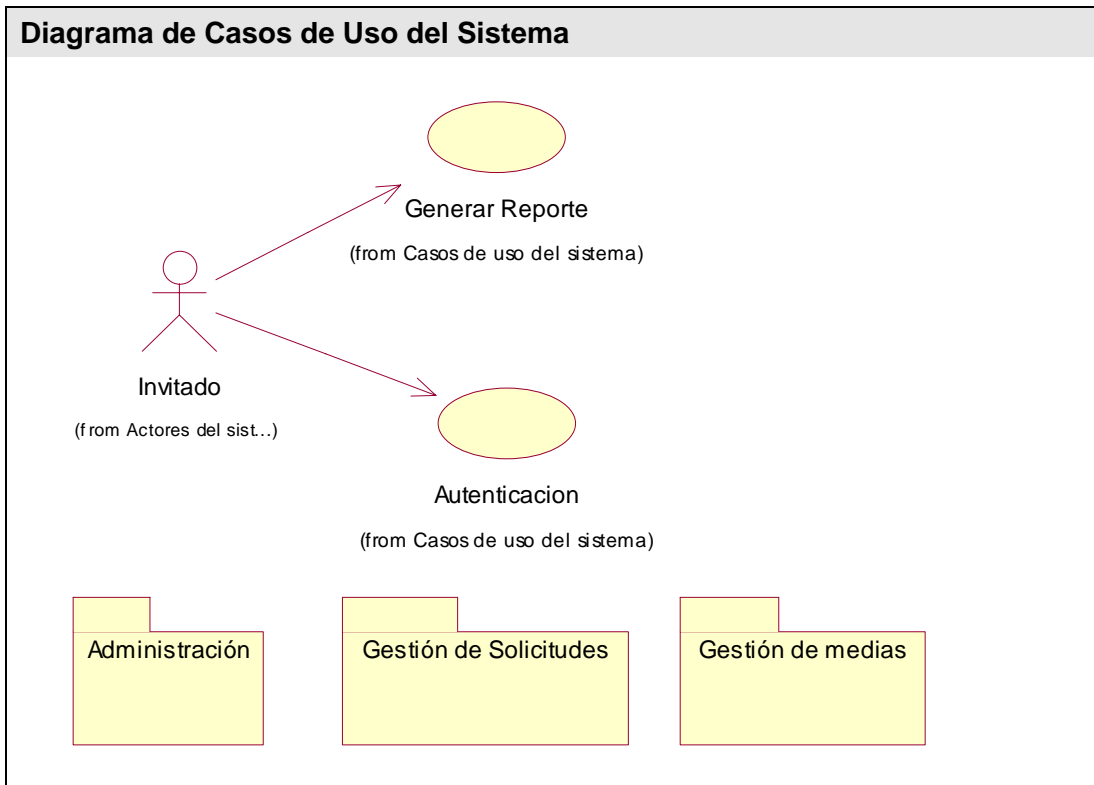 Diagrama de Casos de Uso del Sistema
Generar Reporte
(from Casos de uso del sistema)
Invitado
(from Actores del sist...)
Autenticacion
(from Casos de uso del sistema)
Administración
Gestión de Solicitudes
Gestión de medias